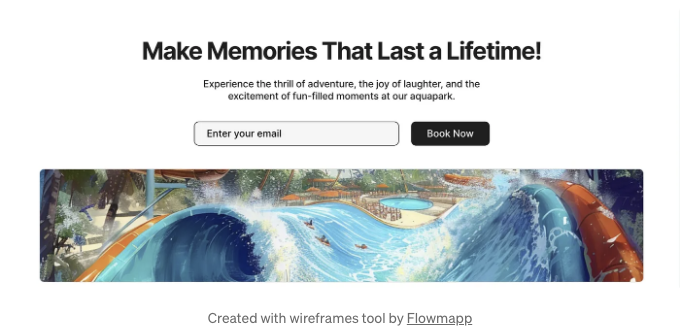 Make Memories That Last a Lifetime!
Experience the thrill of adventure, the joy of laughter, and the
excitement of fun-filled moments at our aquapark.
Enter your email
Book Now
Created with wireframes tool by Flowmapp